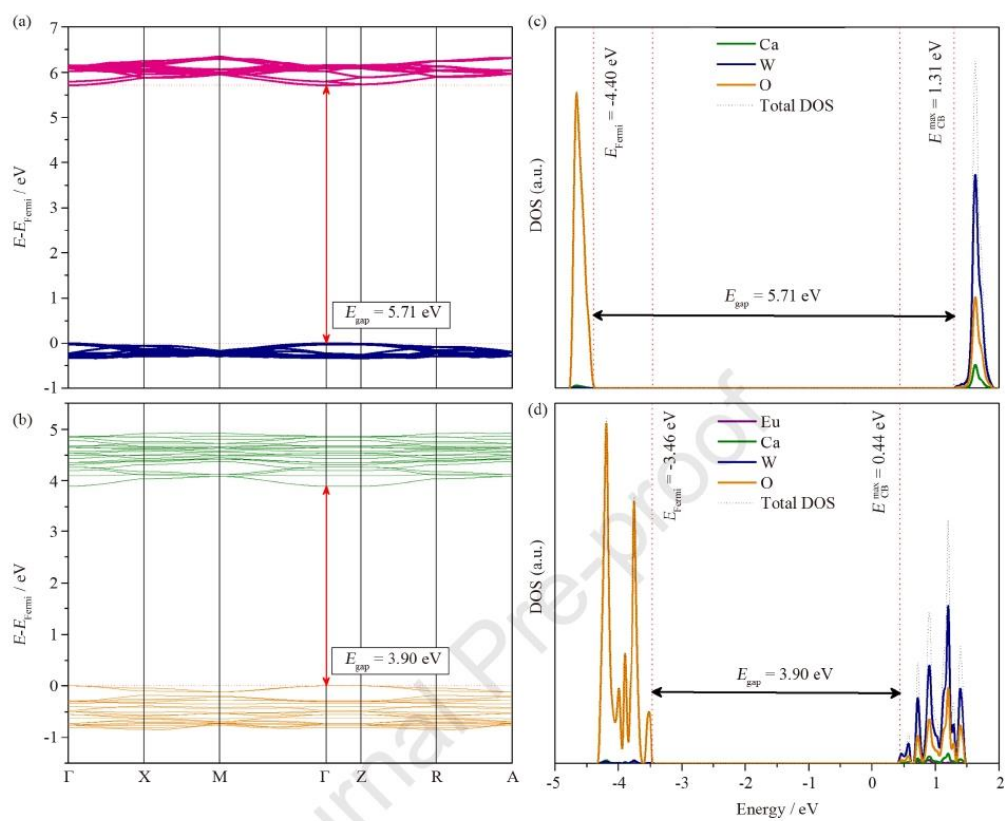 (a)
7
6
5
4
3
2
1
0
-1
E-E_Fermi / eV
E_gap = 5.71 eV
(b)
5
4
3
2
1
0
-1
E-E_Fermi / eV
E_gap = 3.90 eV
Γ X M Γ Z R A
(c)
DOS (a.u.)
E_Fermi = -4.40 eV
Ca
W
O
Total DOS
E_CB^max = 1.31 eV
E_gap = 5.71 eV
(d)
DOS (a.u.)
E_Fermi = -3.46 eV
Eu
Ca
W
O
Total DOS
E_CB^max = 0.44 eV
E_gap = 3.90 eV
-5 -4 -3 -2 -1 0 1 2
Energy / eV
Journal Pre-proof